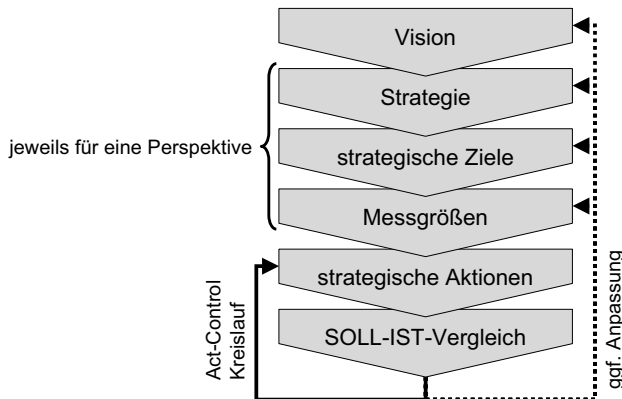 Vision
Strategie
jeweils für eine Perspektive
strategische Ziele
Messgrößen
strategische Aktionen
SOLL-IST-Vergleich
Act-Control
Kreislauf
ggf. Anpassung